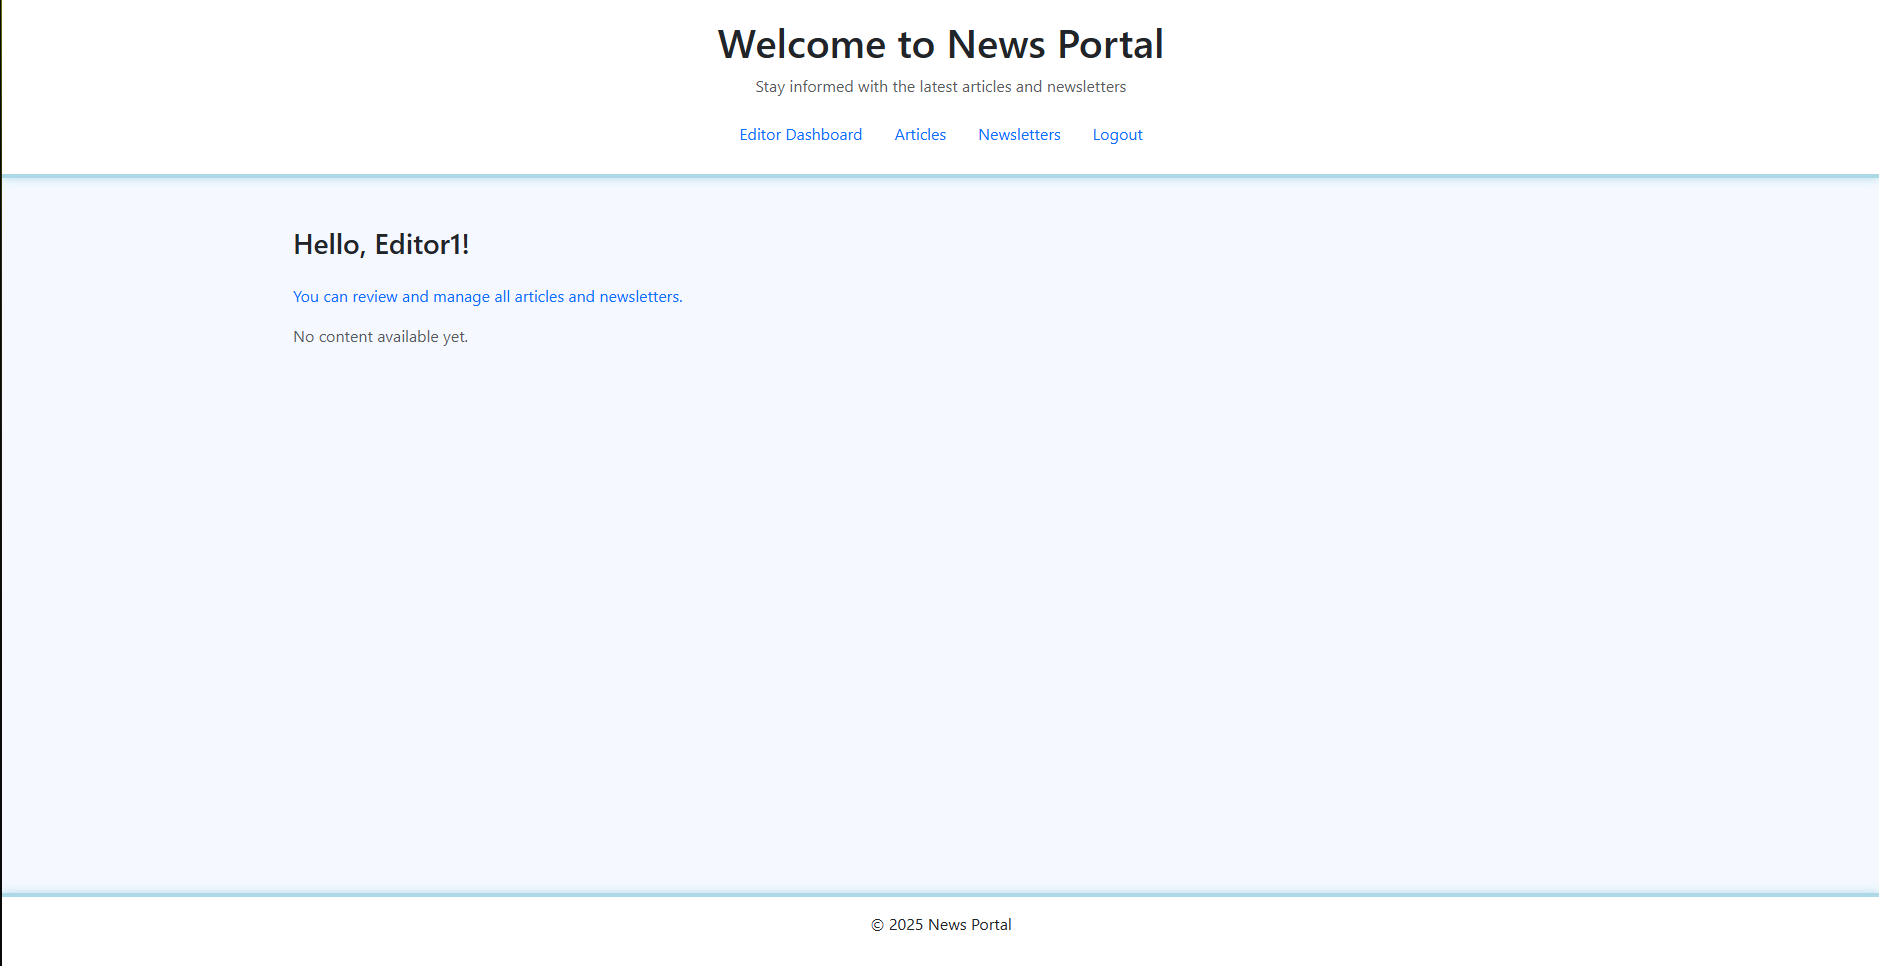 Welcome to News Portal
Stay informed with the latest articles and newsletters
Editor Dashboard Articles Newsletters Logout
Hello, Editor1!
You can review and manage all articles and newsletters.
No content available yet.
© 2025 News Portal